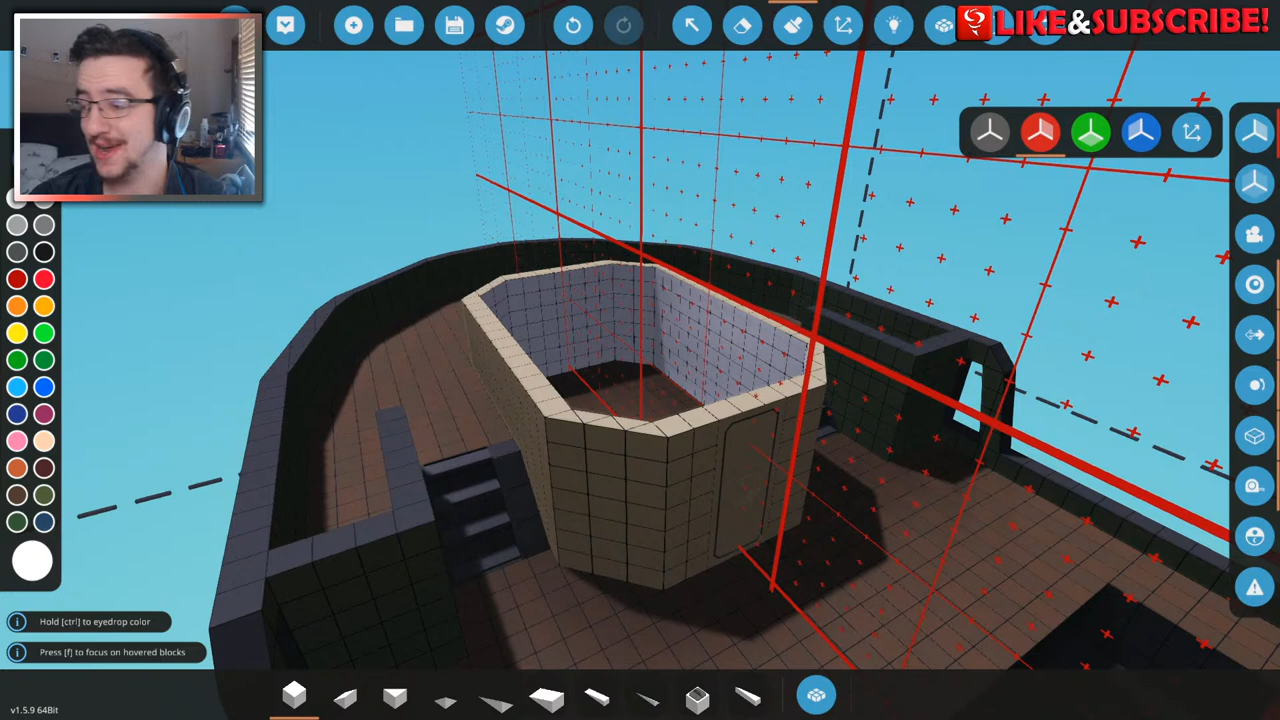 LIKE&SUBSCRIBE!
Hold [ctrl] to eyedrop color
Press [f] to focus on hovered blocks
v1.5.9 64Bit